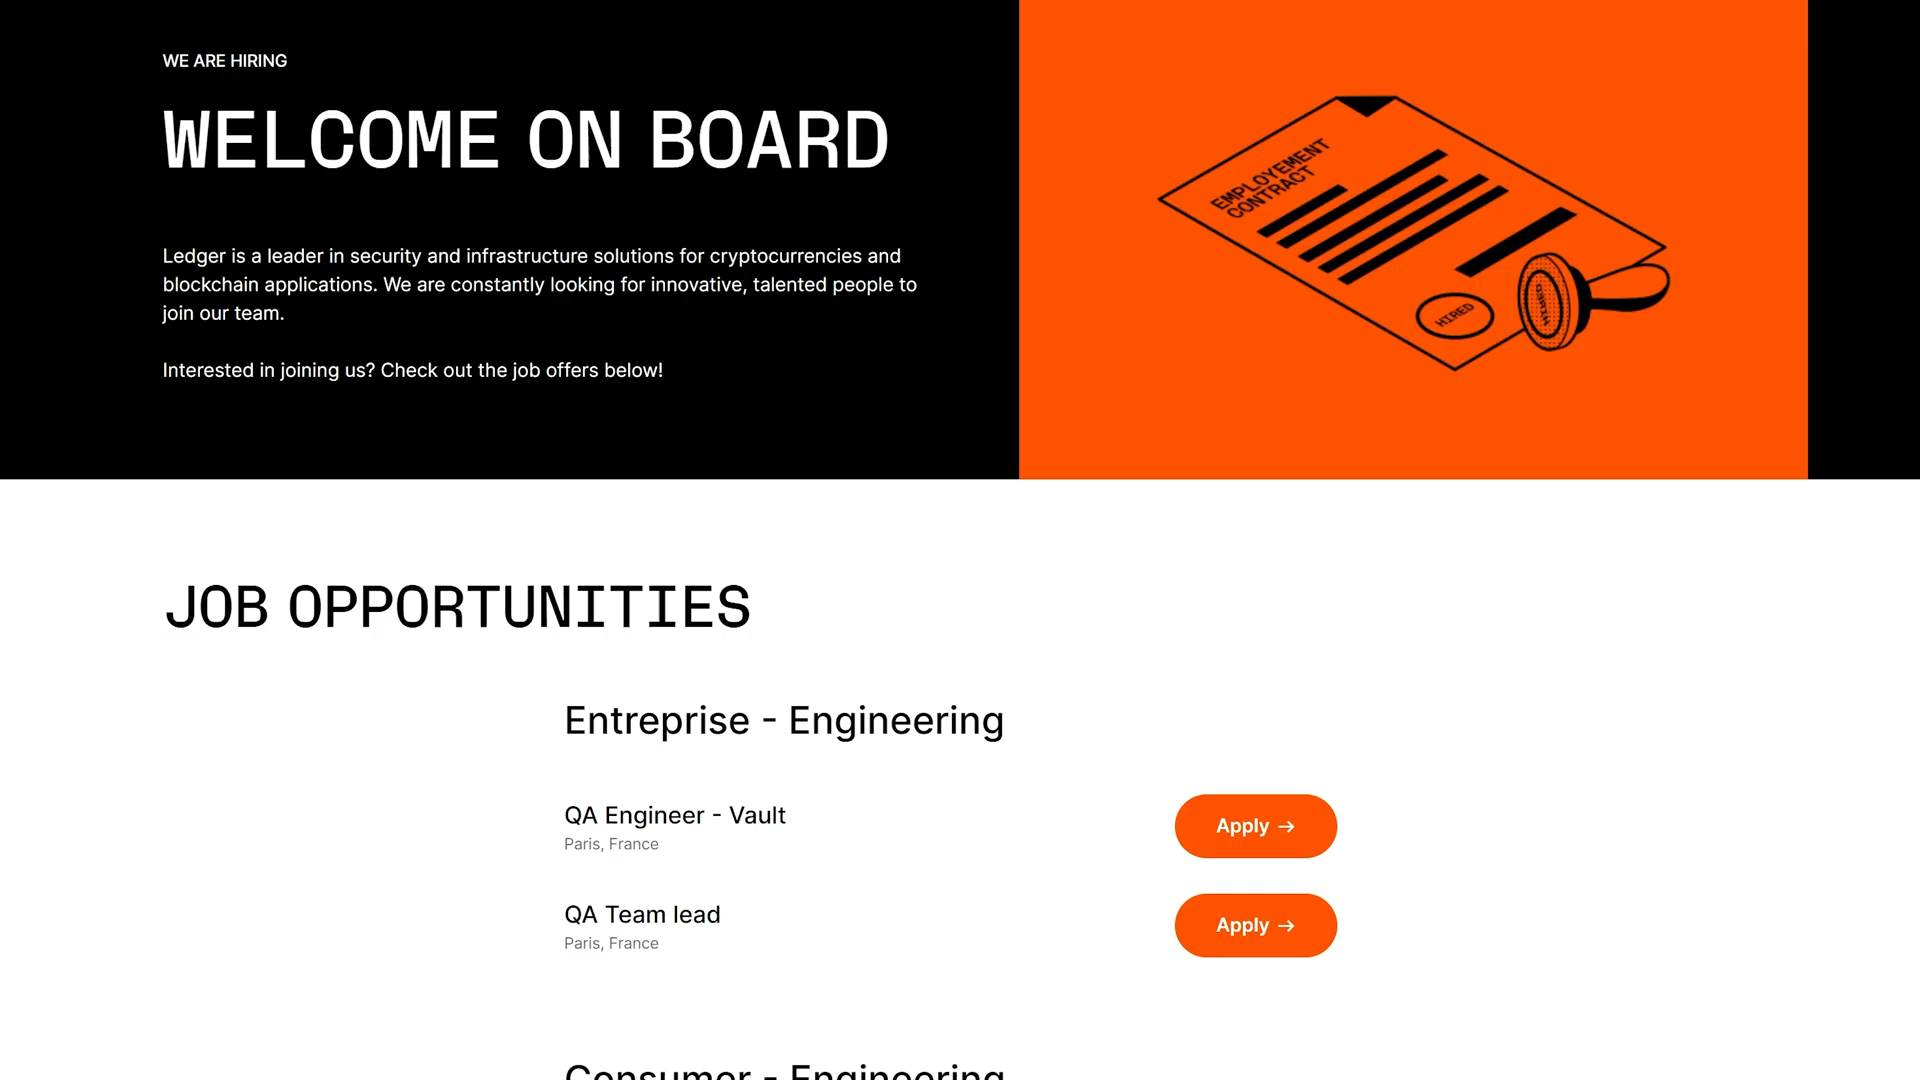 WE ARE HIRING
WELCOME ON BOARD
Ledger is a leader in security and infrastructure solutions for cryptocurrencies and
blockchain applications. We are constantly looking for innovative, talented people to
join our team.
Interested in joining us? Check out the job offers below!
EMPLOYEMENT
CONTRACT
HIRED
JOB OPPORTUNITIES
Entreprise - Engineering
QA Engineer - Vault
Paris, France
Apply →
QA Team lead
Paris, France
Apply →
Consumer - Engineering